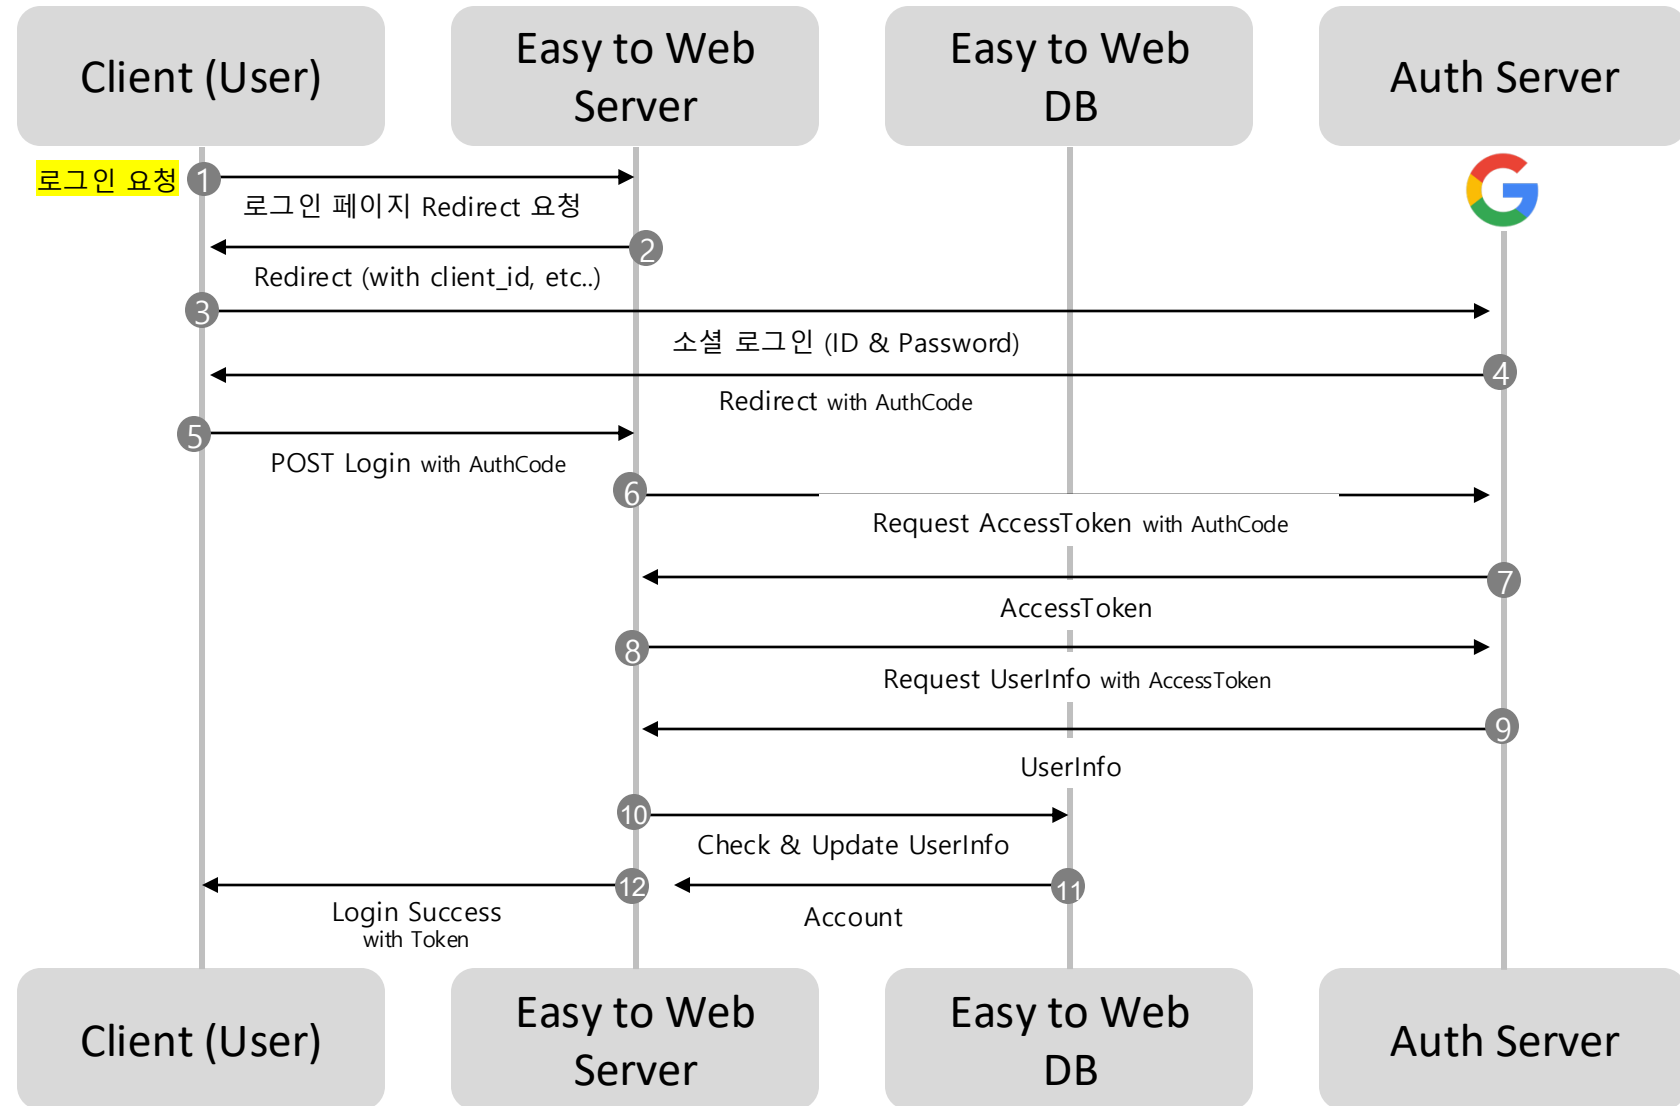 Client (User)
Easy to Web
Server
Easy to Web
DB
Auth Server
로그인 요청
1
로그인 페이지 Redirect 요청
2
Redirect (with client_id, etc..)
3
소셜 로그인 (ID & Password)
4
Redirect with AuthCode
5
POST Login with AuthCode
6
Request AccessToken with AuthCode
7
AccessToken
8
Request UserInfo with AccessToken
9
UserInfo
10
Check & Update UserInfo
12
11
Login Success
with Token
Account
Client (User)
Easy to Web
Server
Easy to Web
DB
Auth Server